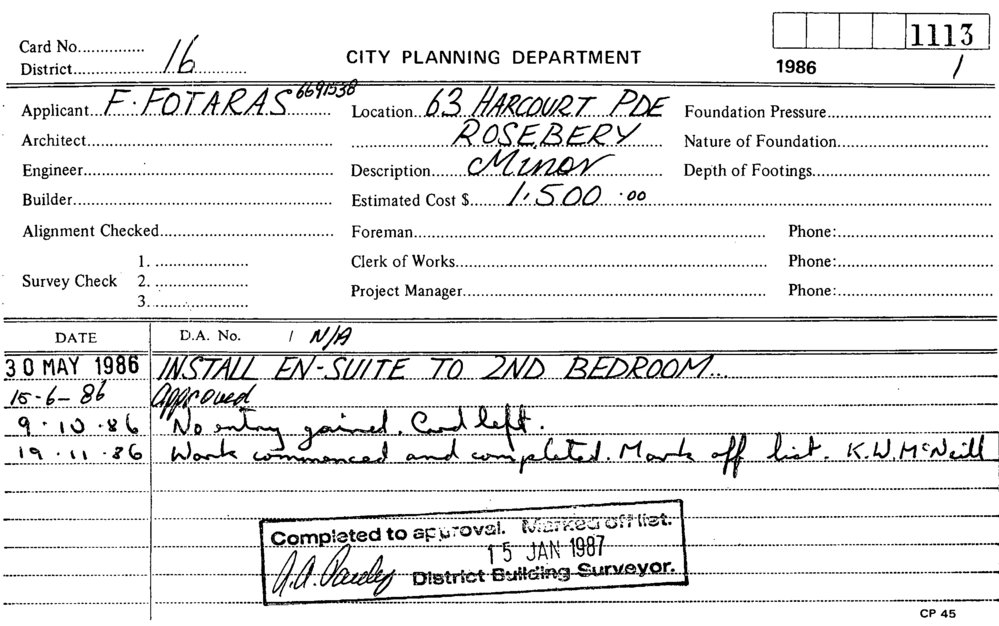 1113
Card No...............
District.................... 16
CITY PLANNING DEPARTMENT
1986 1
Applicant F. FOTARAS 6691538
Location 63 HARCOURT PDE
Foundation Pressure
Architect
ROSEBERY
Nature of Foundation
Engineer
Description Minor
Depth of Footings
Builder
Estimated Cost $ 1,500.00
Alignment Checked
Foreman
Phone:
Survey Check
1.
2.
3.
Clerk of Works
Phone:
Project Manager
Phone:
DATE D.A. No. / N/A
30 MAY 1986 INSTALL EN-SUITE TO 2ND BEDROOM..
15-6-86 Approved
9.10.86 No entry gained. Card left.
19.11.86 Work commenced and completed. Mark off list. K.W. McNeill
Completed to approval. Marked off list.
15 JAN 1987
District Building Surveyor.
CP 45